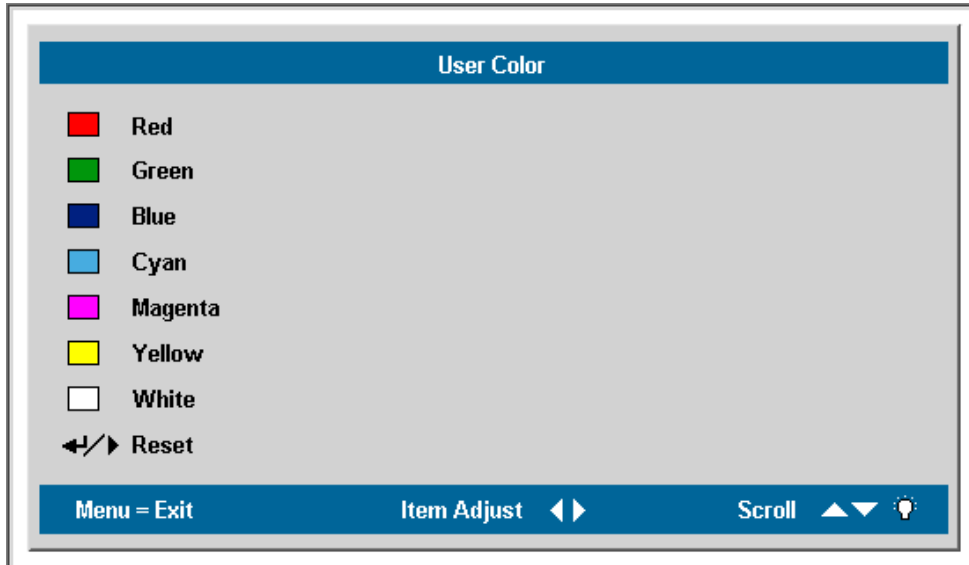 User Color
Red
Green
Blue
Cyan
Magenta
Yellow
White
Reset
Menu = Exit Item Adjust Scroll